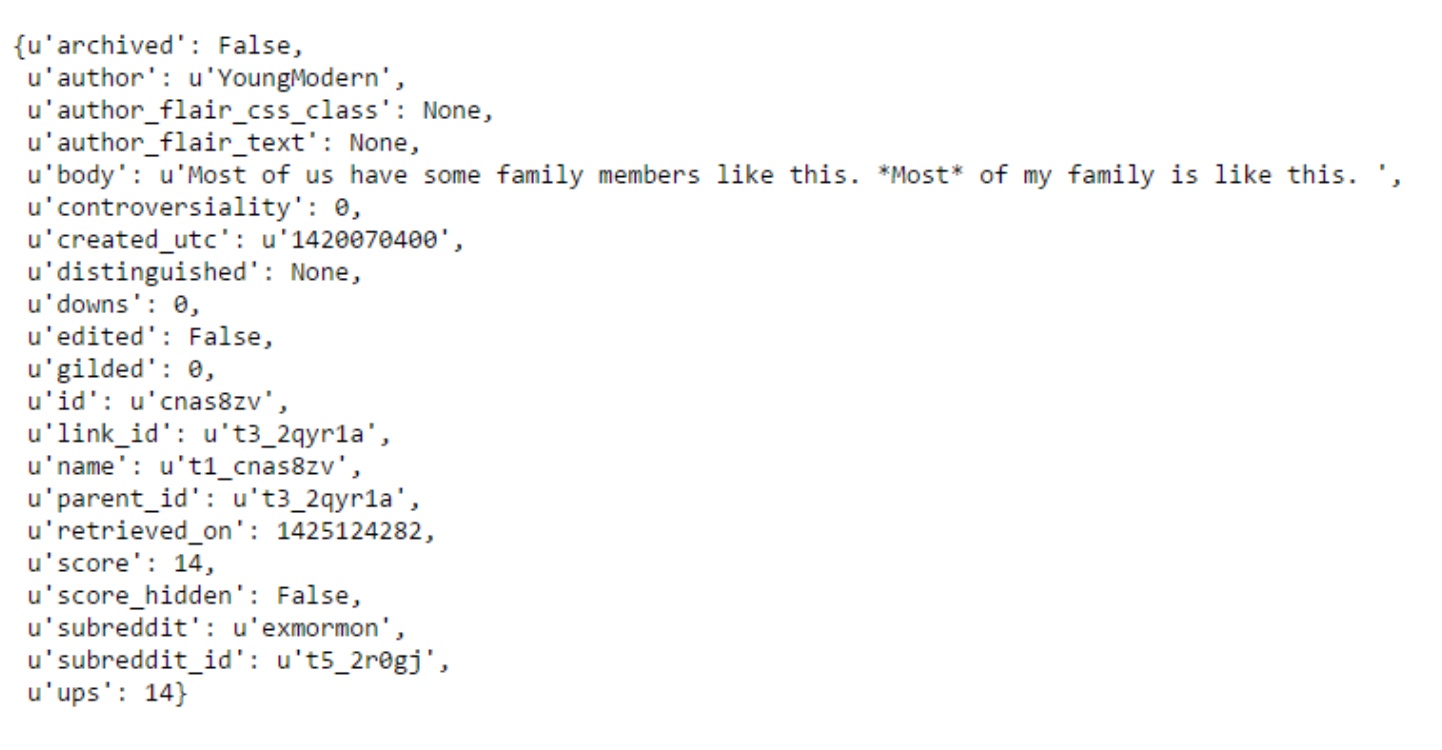 {u'archived': False,
u'author': u'YoungModern',
u'author_flair_css_class': None,
u'author_flair_text': None,
u'body': u'Most of us have some family members like this. *Most* of my family is like this. ',
u'controversiality': 0,
u'created_utc': u'1420070400',
u'distinguished': None,
u'downs': 0,
u'edited': False,
u'gilded': 0,
u'id': u'cnas8zv',
u'link_id': u't3_2qyr1a',
u'name': u't1_cnas8zv',
u'parent_id': u't3_2qyr1a',
u'retrieved_on': 1425124282,
u'score': 14,
u'score_hidden': False,
u'subreddit': u'exmormon',
u'subreddit_id': u't5_2r0gj',
u'ups': 14}